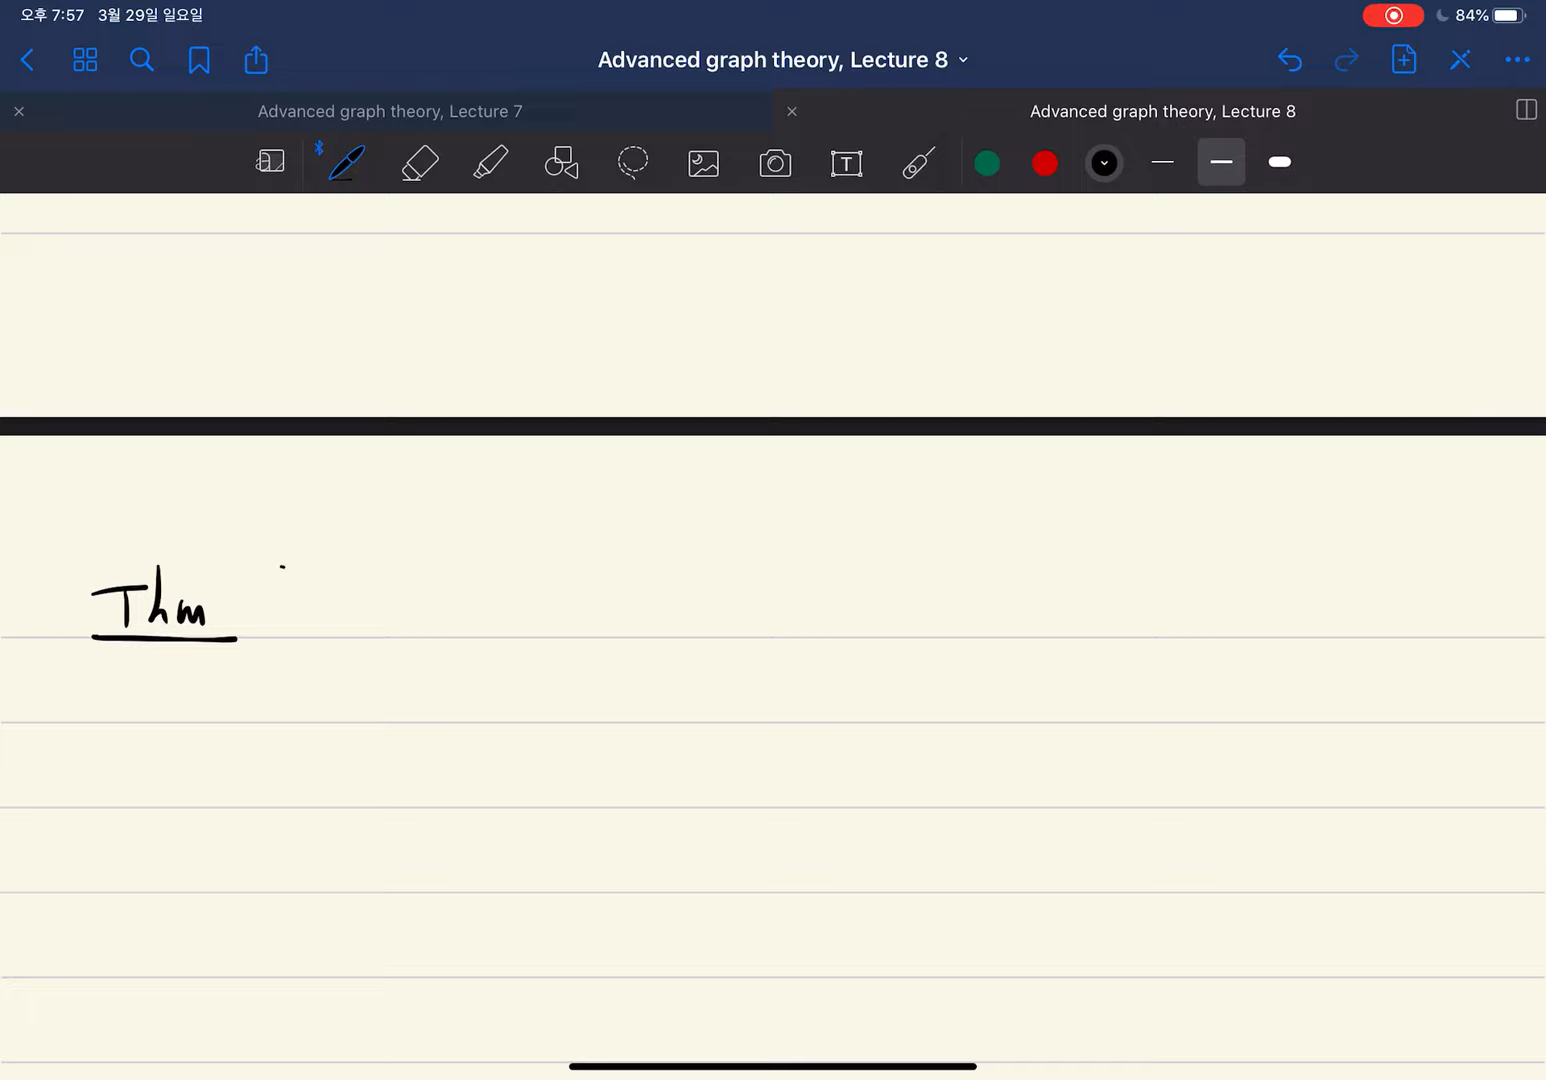 오후 7:57 3월 29일 일요일 84%
Advanced graph theory, Lecture 8
Advanced graph theory, Lecture 7 Advanced graph theory, Lecture 8
Thm